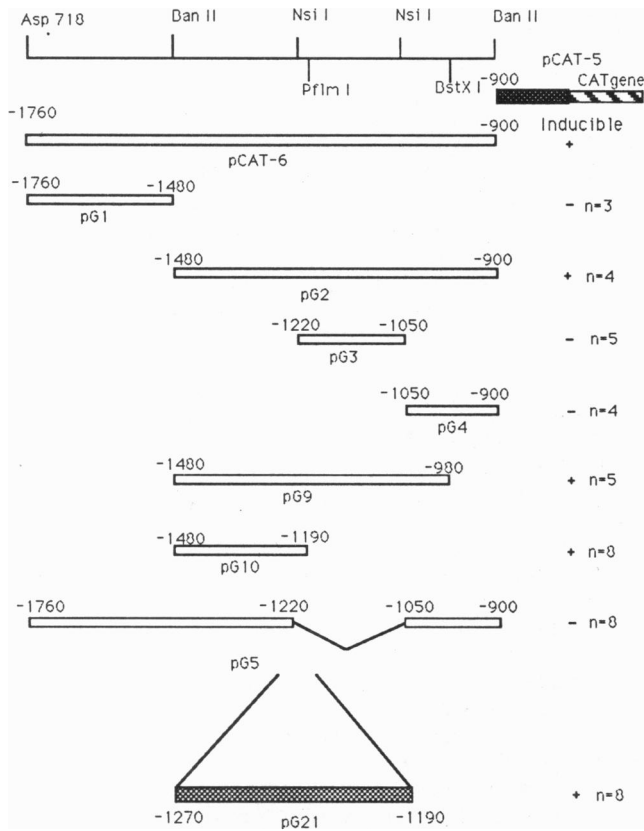 Asp 718 Ban II Nsi I Nsi I Ban II
pCAT-5
Pflm I BstX I -900 CATgene
-1760 -900 Inducible
pCAT-6 +
-1760 -1480
pG1 - n=3
-1480 -900
pG2 + n=4
-1220 -1050
pG3 - n=5
-1050 -900
pG4 - n=4
-1480 -980
pG9 + n=5
-1480 -1190
pG10 + n=8
-1760 -1220 -1050 -900
- n=8
pG5
+ n=8
-1270 pG21 -1190